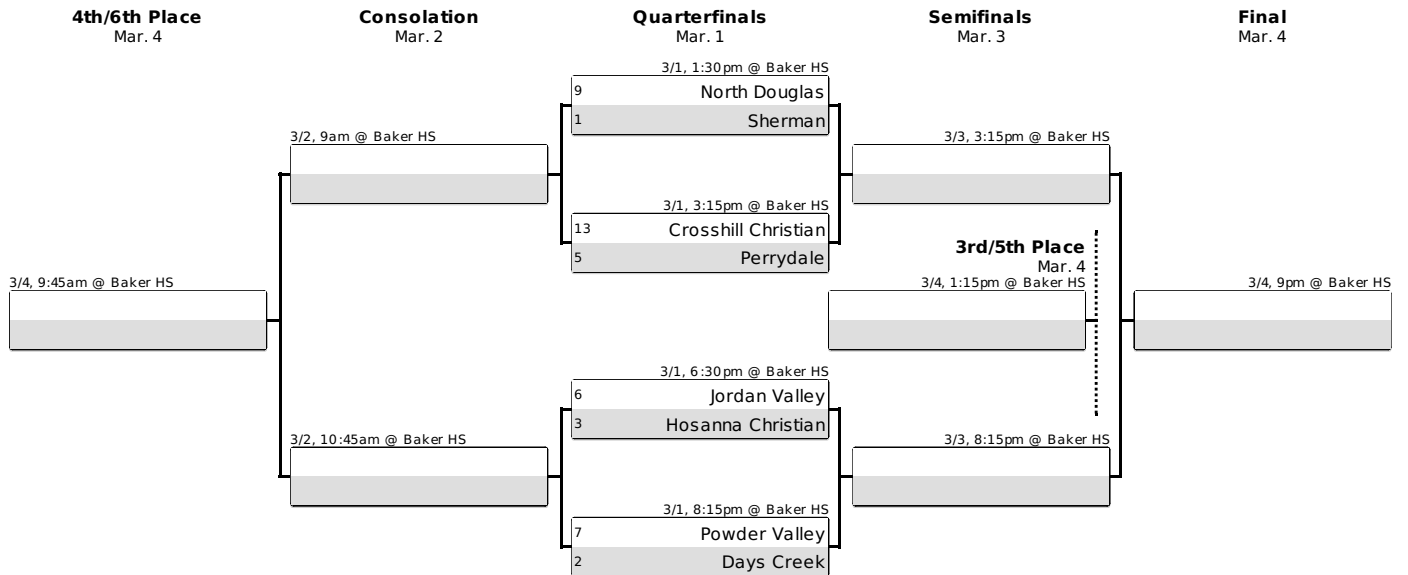 4th/6th Place
Mar. 4
Consolation
Mar. 2
Quarterfinals
Mar. 1
Semifinals
Mar. 3
Final
Mar. 4
3/1, 1:30pm @ Baker HS
9 North Douglas
1 Sherman
3/2, 9am @ Baker HS
3/3, 3:15pm @ Baker HS
3/1, 3:15pm @ Baker HS
13 Crosshill Christian
5 Perrydale
3rd/5th Place
Mar. 4
3/4, 9:45am @ Baker HS
3/4, 1:15pm @ Baker HS
3/4, 9pm @ Baker HS
3/1, 6:30pm @ Baker HS
6 Jordan Valley
3 Hosanna Christian
3/2, 10:45am @ Baker HS
3/3, 8:15pm @ Baker HS
3/1, 8:15pm @ Baker HS
7 Powder Valley
2 Days Creek